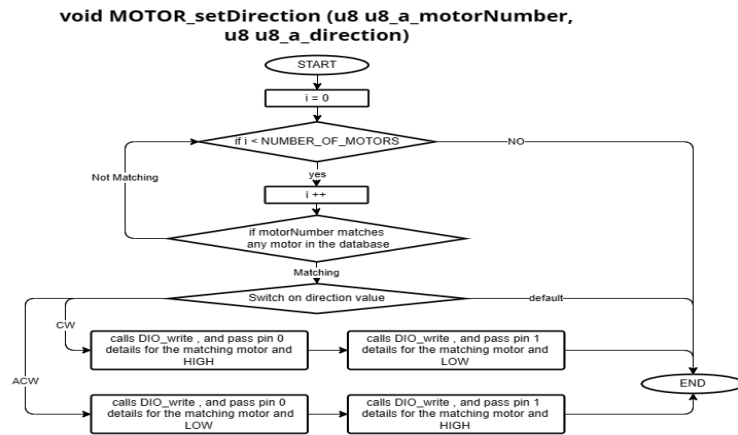 void MOTOR_setDirection (u8 u8_a_motorNumber,
u8 u8_a_direction)
START
i = 0
if i < NUMBER_OF_MOTORS
NO
yes
Not Matching
i ++
if motorNumber matches
any motor in the database
Matching
Switch on direction value
default
CW
calls DIO_write , and pass pin 0
details for the matching motor and
HIGH
calls DIO_write , and pass pin 1
details for the matching motor and
LOW
ACW
END
calls DIO_write , and pass pin 0
details for the matching motor and
LOW
calls DIO_write , and pass pin 1
details for the matching motor and
HIGH